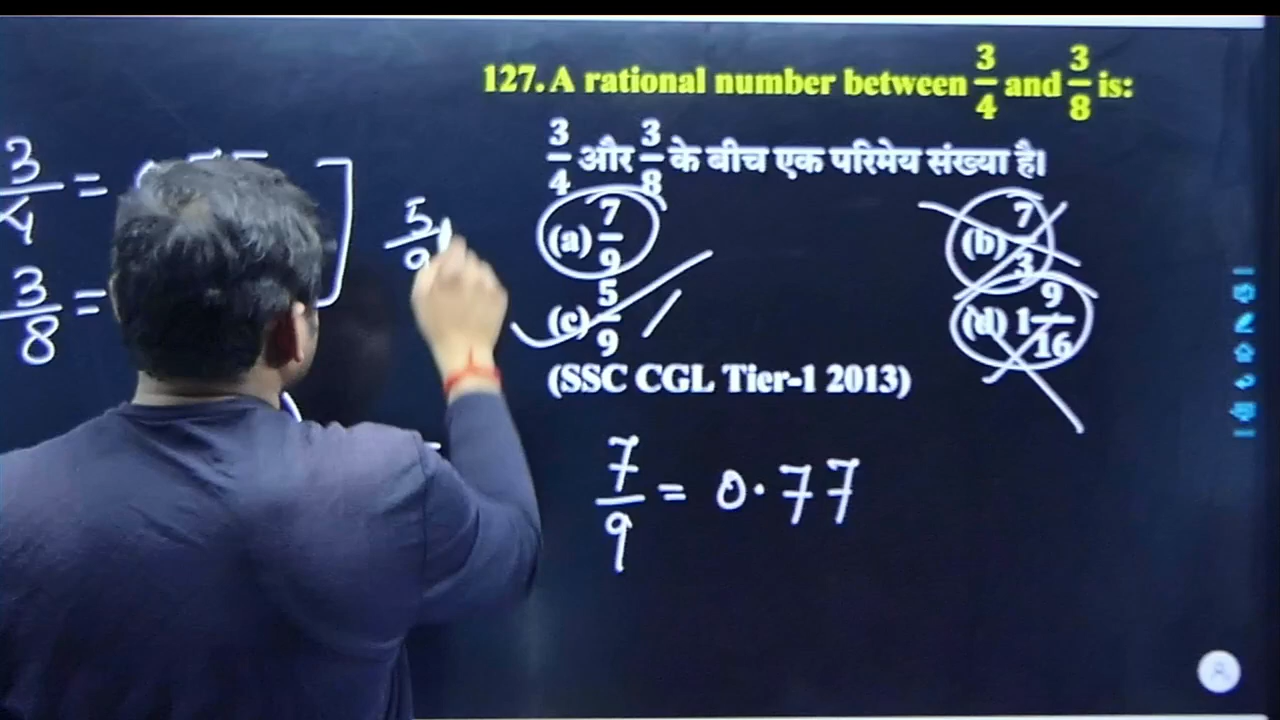 127. A rational number between 3/4 and 3/8 is:
3/4 और 3/8 के बीच एक परिमेय संख्या है।
(a) 7/9 (b) 7/3
(c) 5/9 (d) 1 9/16
(SSC CGL Tier-1 2013)
3/4 =
3/8 =
5/9
7/9 = 0.77